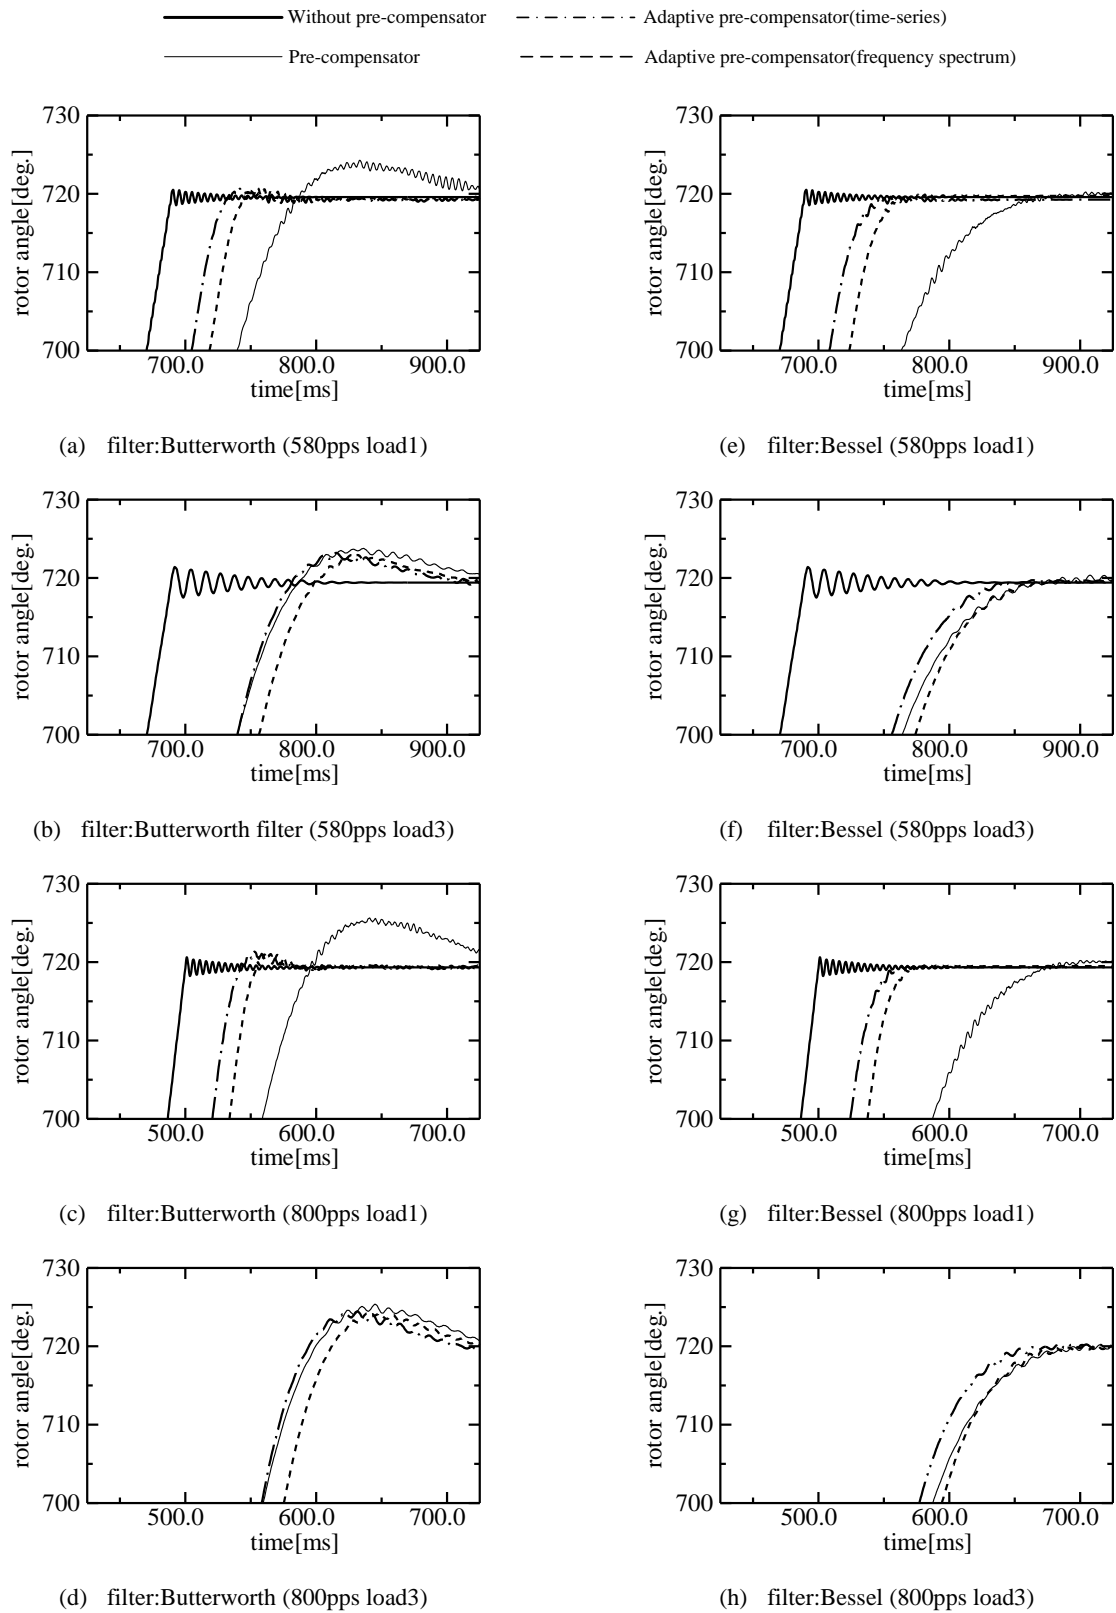 Without pre-compensator
Adaptive pre-compensator(time-series)
Pre-compensator
Adaptive pre-compensator(frequency spectrum)
730
720
710
700
rotor angle[deg.]
700.0 800.0 900.0
time[ms]
(a) filter:Butterworth (580pps load1)
730
720
710
700
rotor angle[deg.]
700.0 800.0 900.0
time[ms]
(e) filter:Bessel (580pps load1)
730
720
710
700
rotor angle[deg.]
700.0 800.0 900.0
time[ms]
(b) filter:Butterworth filter (580pps load3)
730
720
710
700
rotor angle[deg.]
700.0 800.0 900.0
time[ms]
(f) filter:Bessel (580pps load3)
730
720
710
700
rotor angle[deg.]
500.0 600.0 700.0
time[ms]
(c) filter:Butterworth (800pps load1)
730
720
710
700
rotor angle[deg.]
500.0 600.0 700.0
time[ms]
(g) filter:Bessel (800pps load1)
730
720
710
700
rotor angle[deg.]
500.0 600.0 700.0
time[ms]
(d) filter:Butterworth (800pps load3)
730
720
710
700
rotor angle[deg.]
500.0 600.0 700.0
time[ms]
(h) filter:Bessel (800pps load3)